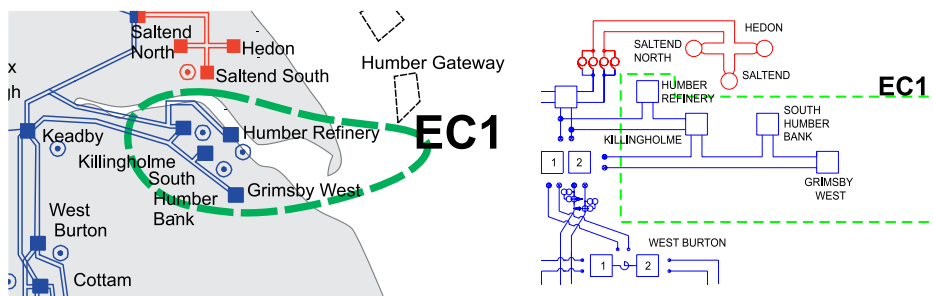 Saltend
North
Hedon
Saltend South
Humber Gateway
x
gh
Keadby
Humber Refinery
EC1
Killingholme
South
Humber
Bank
Grimsby West
West
Burton
Cottam
HEDON
SALTEND
NORTH
SALTEND
HUMBER
REFINERY
EC1
SOUTH
HUMBER
BANK
KILLINGHOLME
1
2
GRIMSBY
WEST
WEST BURTON
1
2